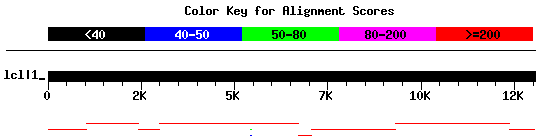 Color Key for Alignment Scores
<40 40-50 50-80 80-200 >=200
lcl|1_
0 2K 5K 7K 10K 12K